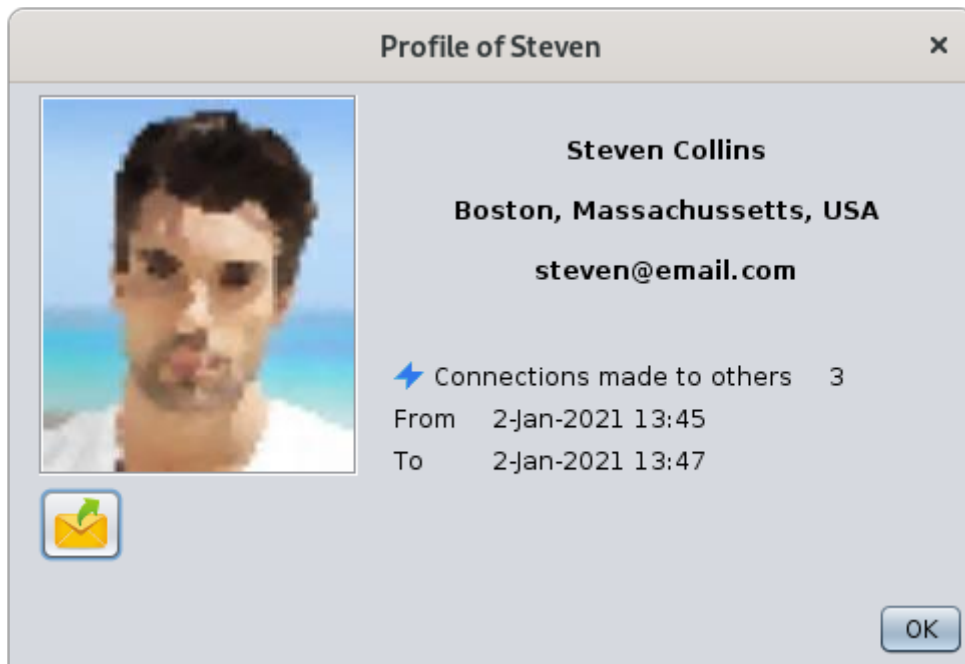 Profile of Steven ×
Steven Collins
Boston, Massachussetts, USA
steven@email.com
Connections made to others 3
From 2-Jan-2021 13:45
To 2-Jan-2021 13:47
OK